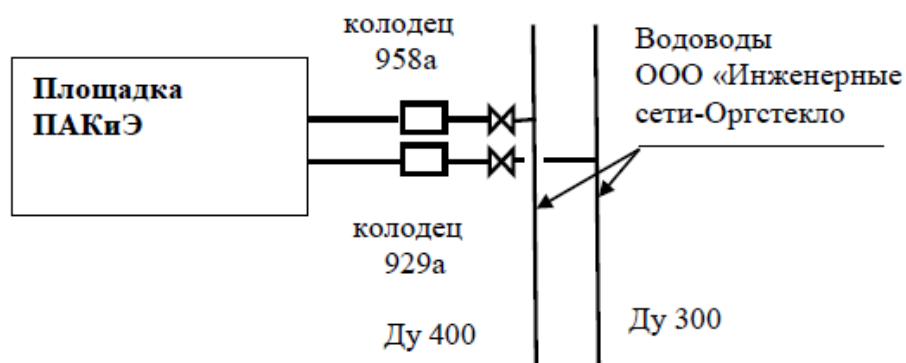 колодец
958а
Водоводы
ООО «Инженерные
сети-Оргстекло
Площадка
ПАКиЭ
колодец
929а
Ду 400
Ду 300